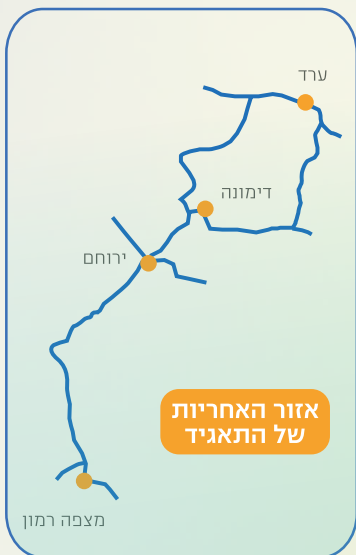 ערד
דימונה
ירוחם
אזור האחריות
של התאגיד
מצפה רמון